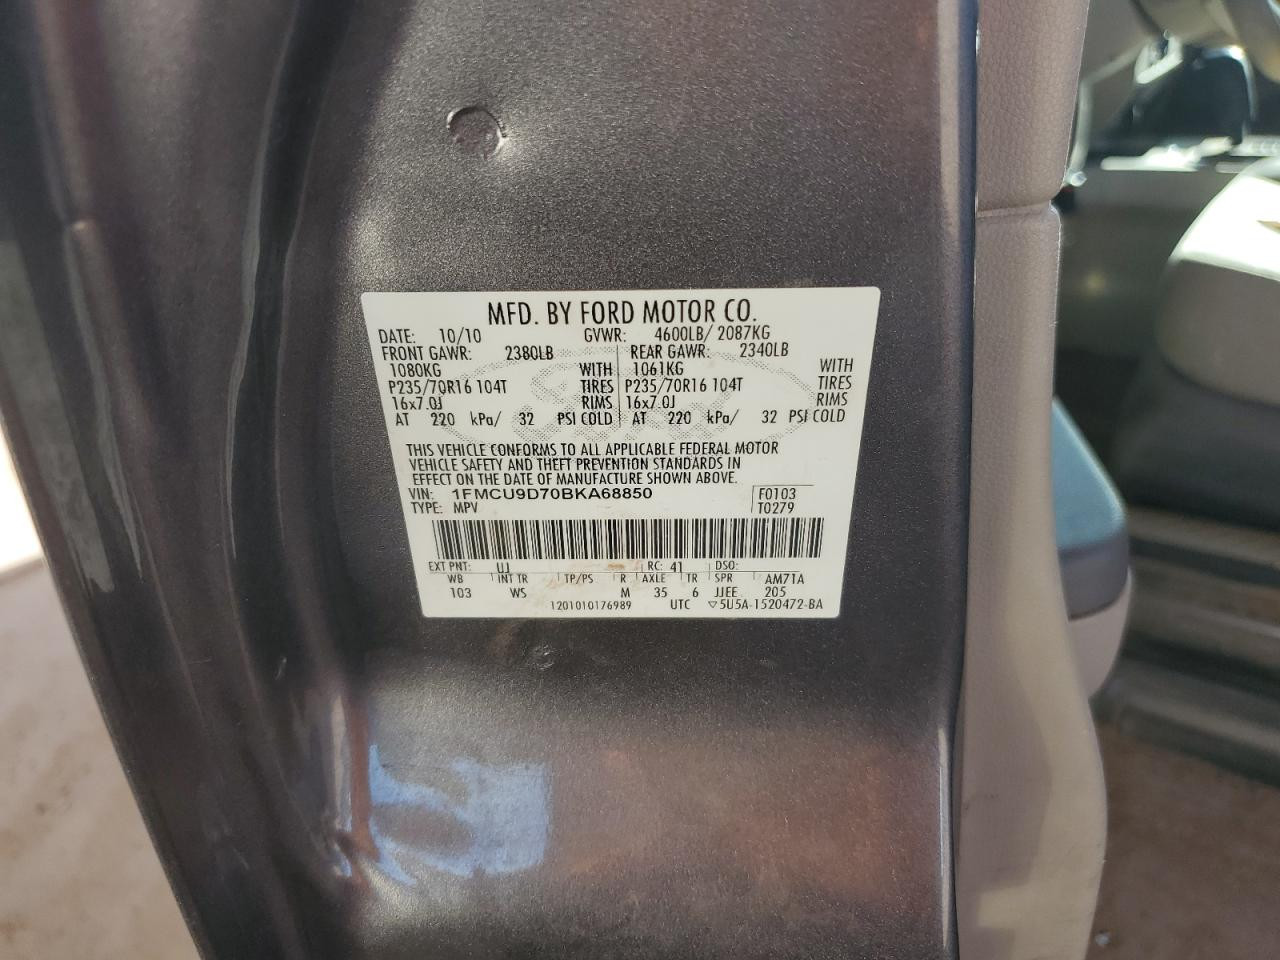 MFD. BY FORD MOTOR CO.
DATE: 10/10 GVWR: 4600LB/ 2087KG
FRONT GAWR: 2380LB REAR GAWR: 2340LB
1080KG WITH 1061KG WITH
P235/70R16 104T TIRES P235/70R16 104T TIRES
16x7.0J RIMS 16x7.0J RIMS
AT 220 kPa/ 32 PSI COLD AT 220 kPa/ 32 PSI COLD
THIS VEHICLE CONFORMS TO ALL APPLICABLE FEDERAL MOTOR
VEHICLE SAFETY AND THEFT PREVENTION STANDARDS IN
EFFECT ON THE DATE OF MANUFACTURE SHOWN ABOVE.
VIN: 1FMCU9D70BKA68850 F0103
TYPE: MPV T0279
EXT PNT: UJ RC: 41 DSO:
WB INT TR TP/PS R AXLE TR SPR AM71A
103 WS M 35 6 JJEE 205
1201010176989 UTC ▽5U5A-1520472-BA